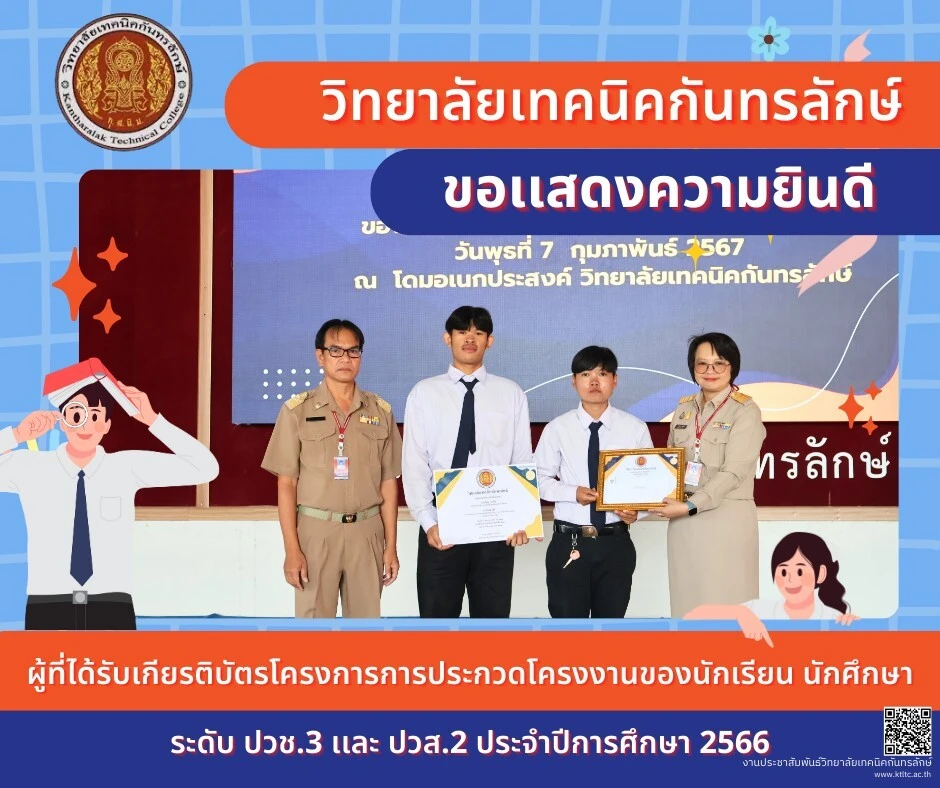 วิทยาลัยเทคนิคกันทรลักษ์
กุ.ส.นิ.ม.
Kantharalak Technical College
วิทยาลัยเทคนิคกันทรลักษ์
ขอแสดงความยินดี
วันพุธที่ 7 กุมภาพันธ์ 2567
ณ โดมอเนกประสงค์ วิทยาลัยเทคนิคกันทรลักษ์
ทรลักษ์
ผู้ที่ได้รับเกียรติบัตรโครงการการประกวดโครงงานของนักเรียน นักศึกษา
ระดับ ปวช.3 และ ปวส.2 ประจำปีการศึกษา 2566
งานประชาสัมพันธ์วิทยาลัยเทคนิคกันทรลักษ์
www.ktltc.ac.th